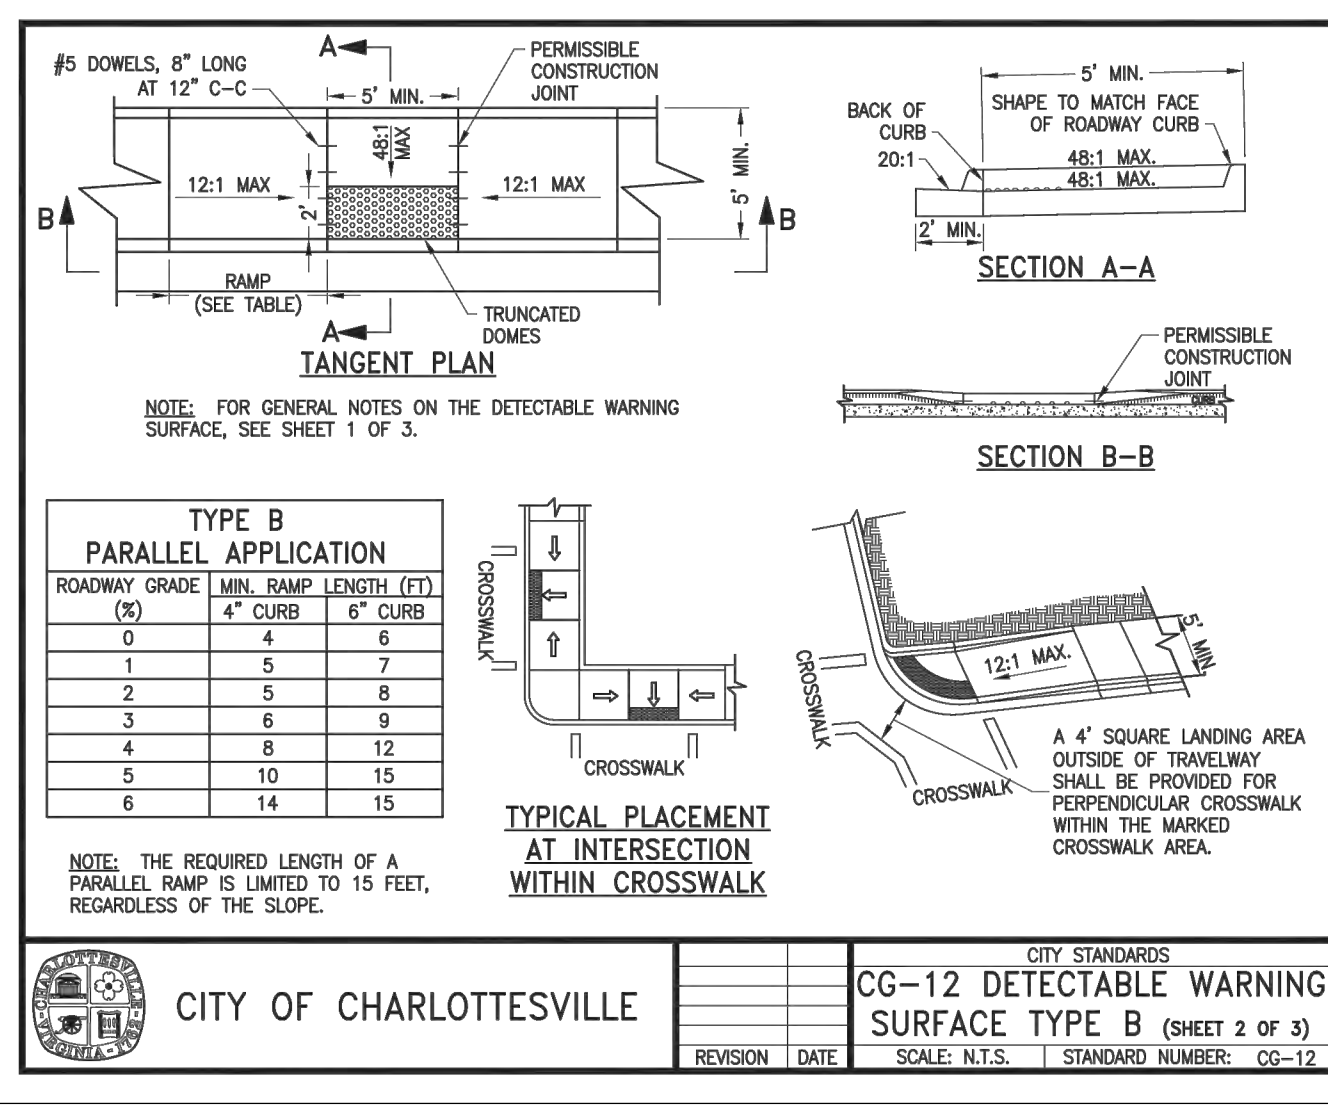 #5 DOWELS, 8" LONG
AT 12" C-C
A
5' MIN.
PERMISSIBLE
CONSTRUCTION
JOINT
48:1
MAX
12:1 MAX
12:1 MAX
2'
5' MIN.
B
B
RAMP
(SEE TABLE)
A
TRUNCATED
DOMES
TANGENT PLAN
NOTE: FOR GENERAL NOTES ON THE DETECTABLE WARNING
SURFACE, SEE SHEET 1 OF 3.
5' MIN.
BACK OF
CURB
SHAPE TO MATCH FACE
OF ROADWAY CURB
20:1
48:1 MAX.
48:1 MAX.
2' MIN.
SECTION A-A
PERMISSIBLE
CONSTRUCTION
JOINT
CURB
SECTION B-B
TYPE B
PARALLEL APPLICATION
ROADWAY GRADE (%) MIN. RAMP LENGTH (FT)
4" CURB 6" CURB
0 4 6
1 5 7
2 5 8
3 6 9
4 8 12
5 10 15
6 14 15
NOTE: THE REQUIRED LENGTH OF A
PARALLEL RAMP IS LIMITED TO 15 FEET,
REGARDLESS OF THE SLOPE.
CROSSWALK
CROSSWALK
TYPICAL PLACEMENT
AT INTERSECTION
WITHIN CROSSWALK
12:1 MAX.
5' MIN.
CROSSWALK
CROSSWALK
A 4' SQUARE LANDING AREA
OUTSIDE OF TRAVELWAY
SHALL BE PROVIDED FOR
PERPENDICULAR CROSSWALK
WITHIN THE MARKED
CROSSWALK AREA.
CHARLOTTESVILLE
VIRGINIA - 1762
CITY OF CHARLOTTESVILLE
REVISION DATE
CITY STANDARDS
CG-12 DETECTABLE WARNING
SURFACE TYPE B (SHEET 2 OF 3)
SCALE: N.T.S. STANDARD NUMBER: CG-12